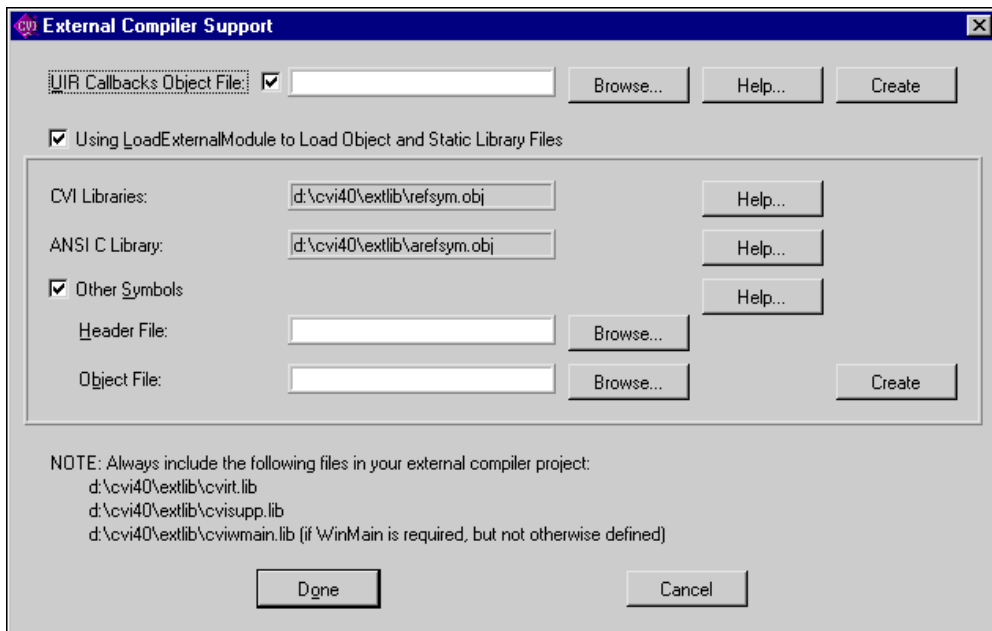 CVI External Compiler Support
UIR Callbacks Object File: Browse... Help... Create
Using LoadExternalModule to Load Object and Static Library Files
CVI Libraries: d:\cvi40\extlib\refsym.obj Help...
ANSI C Library: d:\cvi40\extlib\arefsym.obj Help...
Other Symbols Help...
Header File: Browse...
Object File: Browse... Create
NOTE: Always include the following files in your external compiler project:
d:\cvi40\extlib\cvirt.lib
d:\cvi40\extlib\cvisupp.lib
d:\cvi40\extlib\cviwmain.lib (if WinMain is required, but not otherwise defined)
Done Cancel